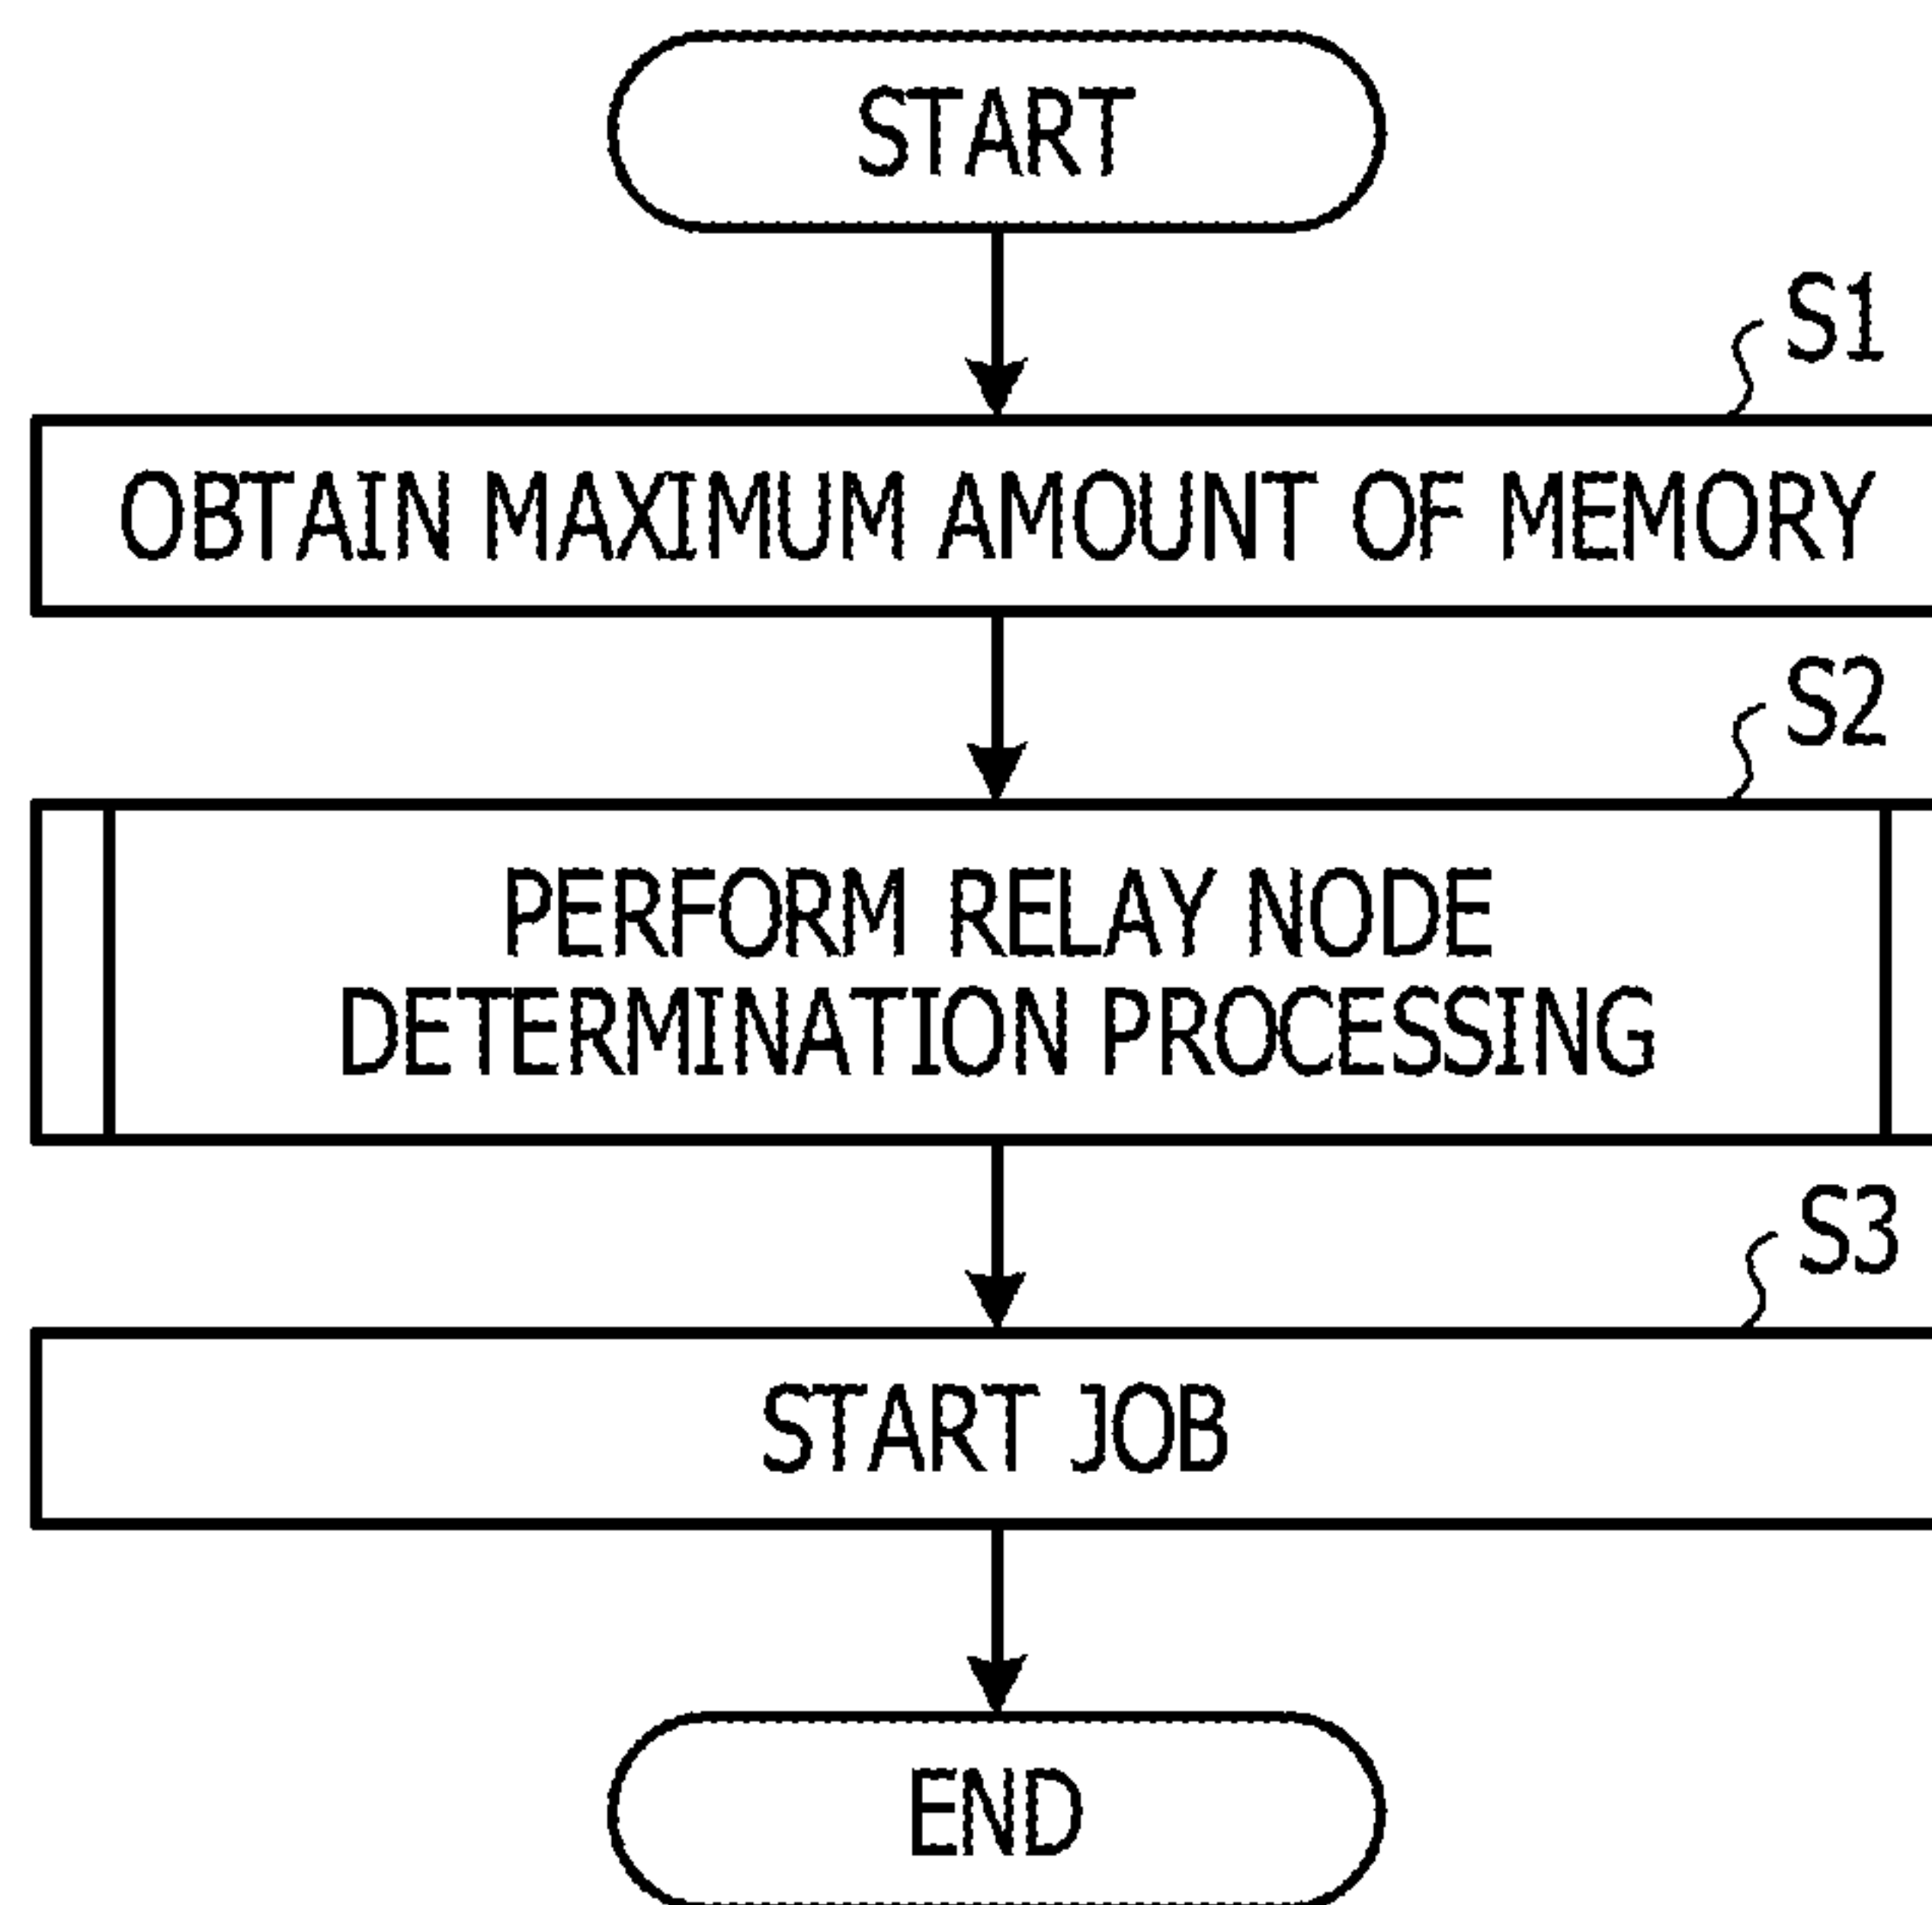 START
S1
OBTAIN MAXIMUM AMOUNT OF MEMORY
S2
PERFORM RELAY NODE
DETERMINATION PROCESSING
S3
START JOB
END